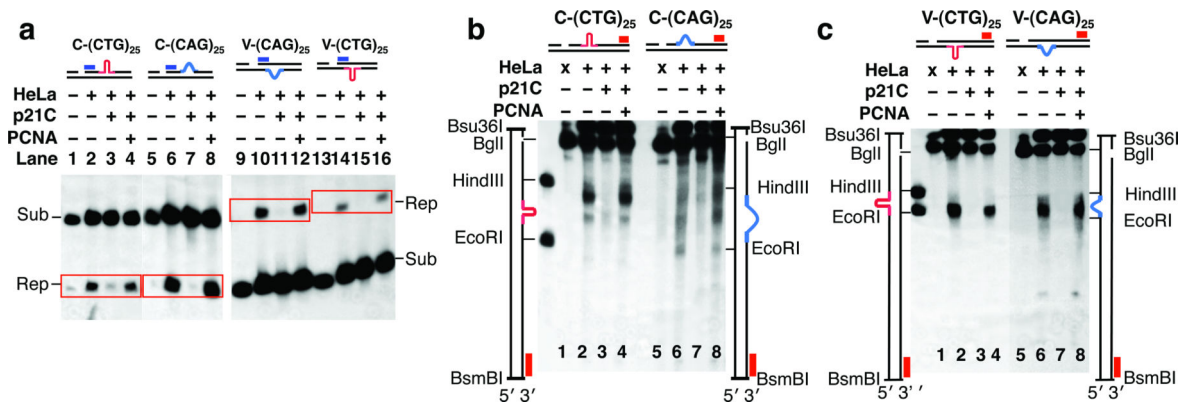 a
C-(CTG)25 C-(CAG)25 V-(CAG)25 V-(CTG)25
HeLa – + + + – + + + – + + + – + + +
p21C – – + + – – + + – – + + – – + +
PCNA – – – + – – – + – – – + – – – +
Lane 1 2 3 4 5 6 7 8 9 10 11 12 13 14 15 16
Sub
Rep
Rep
Sub
b
C-(CTG)25 C-(CAG)25
HeLa x + + + x + + +
p21C – – + + – – + +
PCNA – – – + – – – +
Bsu36I Bsu36I
BglI BglI
HindIII HindIII
EcoRI EcoRI
1 2 3 4 5 6 7 8
BsmBI BsmBI
5′ 3′ 5′ 3′
c
V-(CTG)25 V-(CAG)25
HeLa x + + + x + + +
p21C – – + + – – + +
PCNA – – – + – – – +
Bsu36I Bsu36I
BglI BglI
HindIII HindIII
EcoRI EcoRI
1 2 3 4 5 6 7 8
BsmBI BsmBI
5′ 3′ ′ 5′ 3′